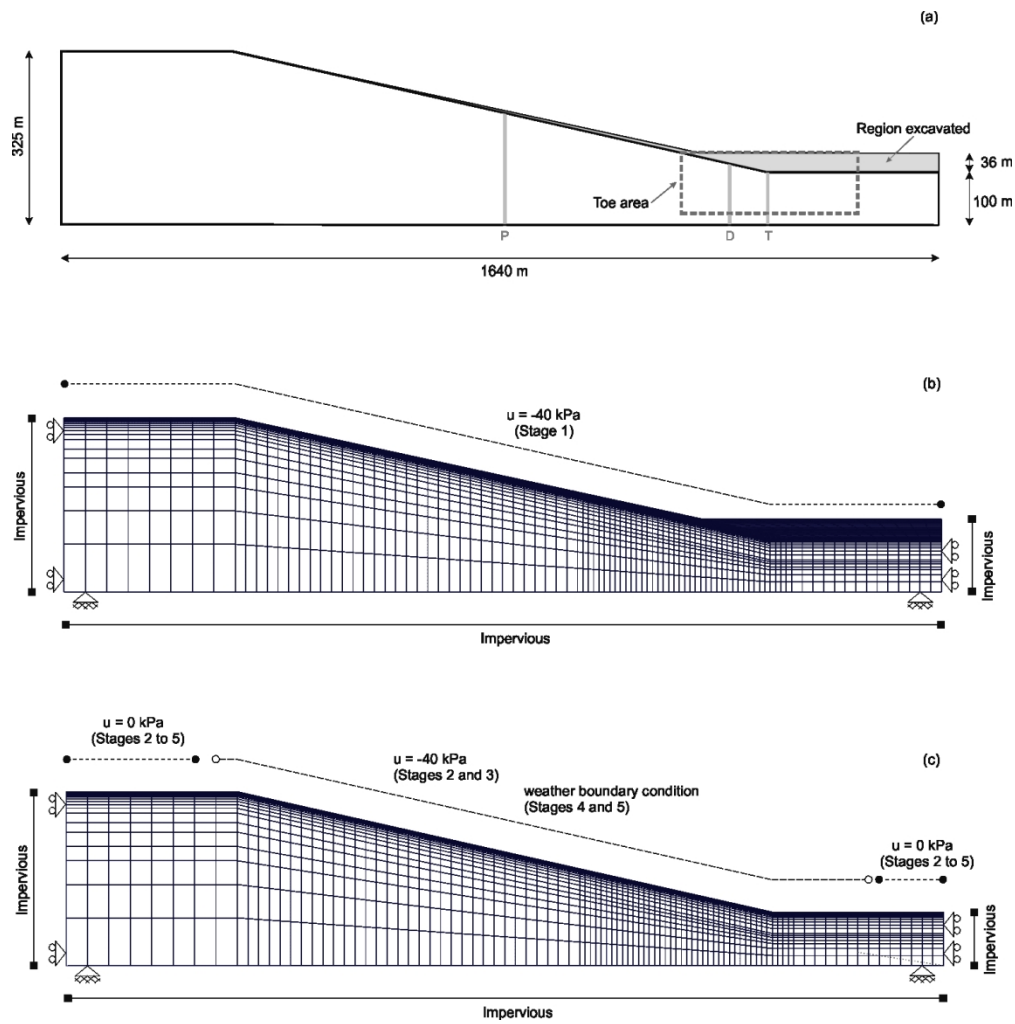 (a)
325 m
Region excavated
36 m
100 m
Toe area
P
D
T
1640 m
(b)
u = -40 kPa
(Stage 1)
Impervious
Impervious
Impervious
(c)
u = 0 kPa
(Stages 2 to 5)
u = -40 kPa
(Stages 2 and 3)
weather boundary condition
(Stages 4 and 5)
u = 0 kPa
(Stages 2 to 5)
Impervious
Impervious
Impervious